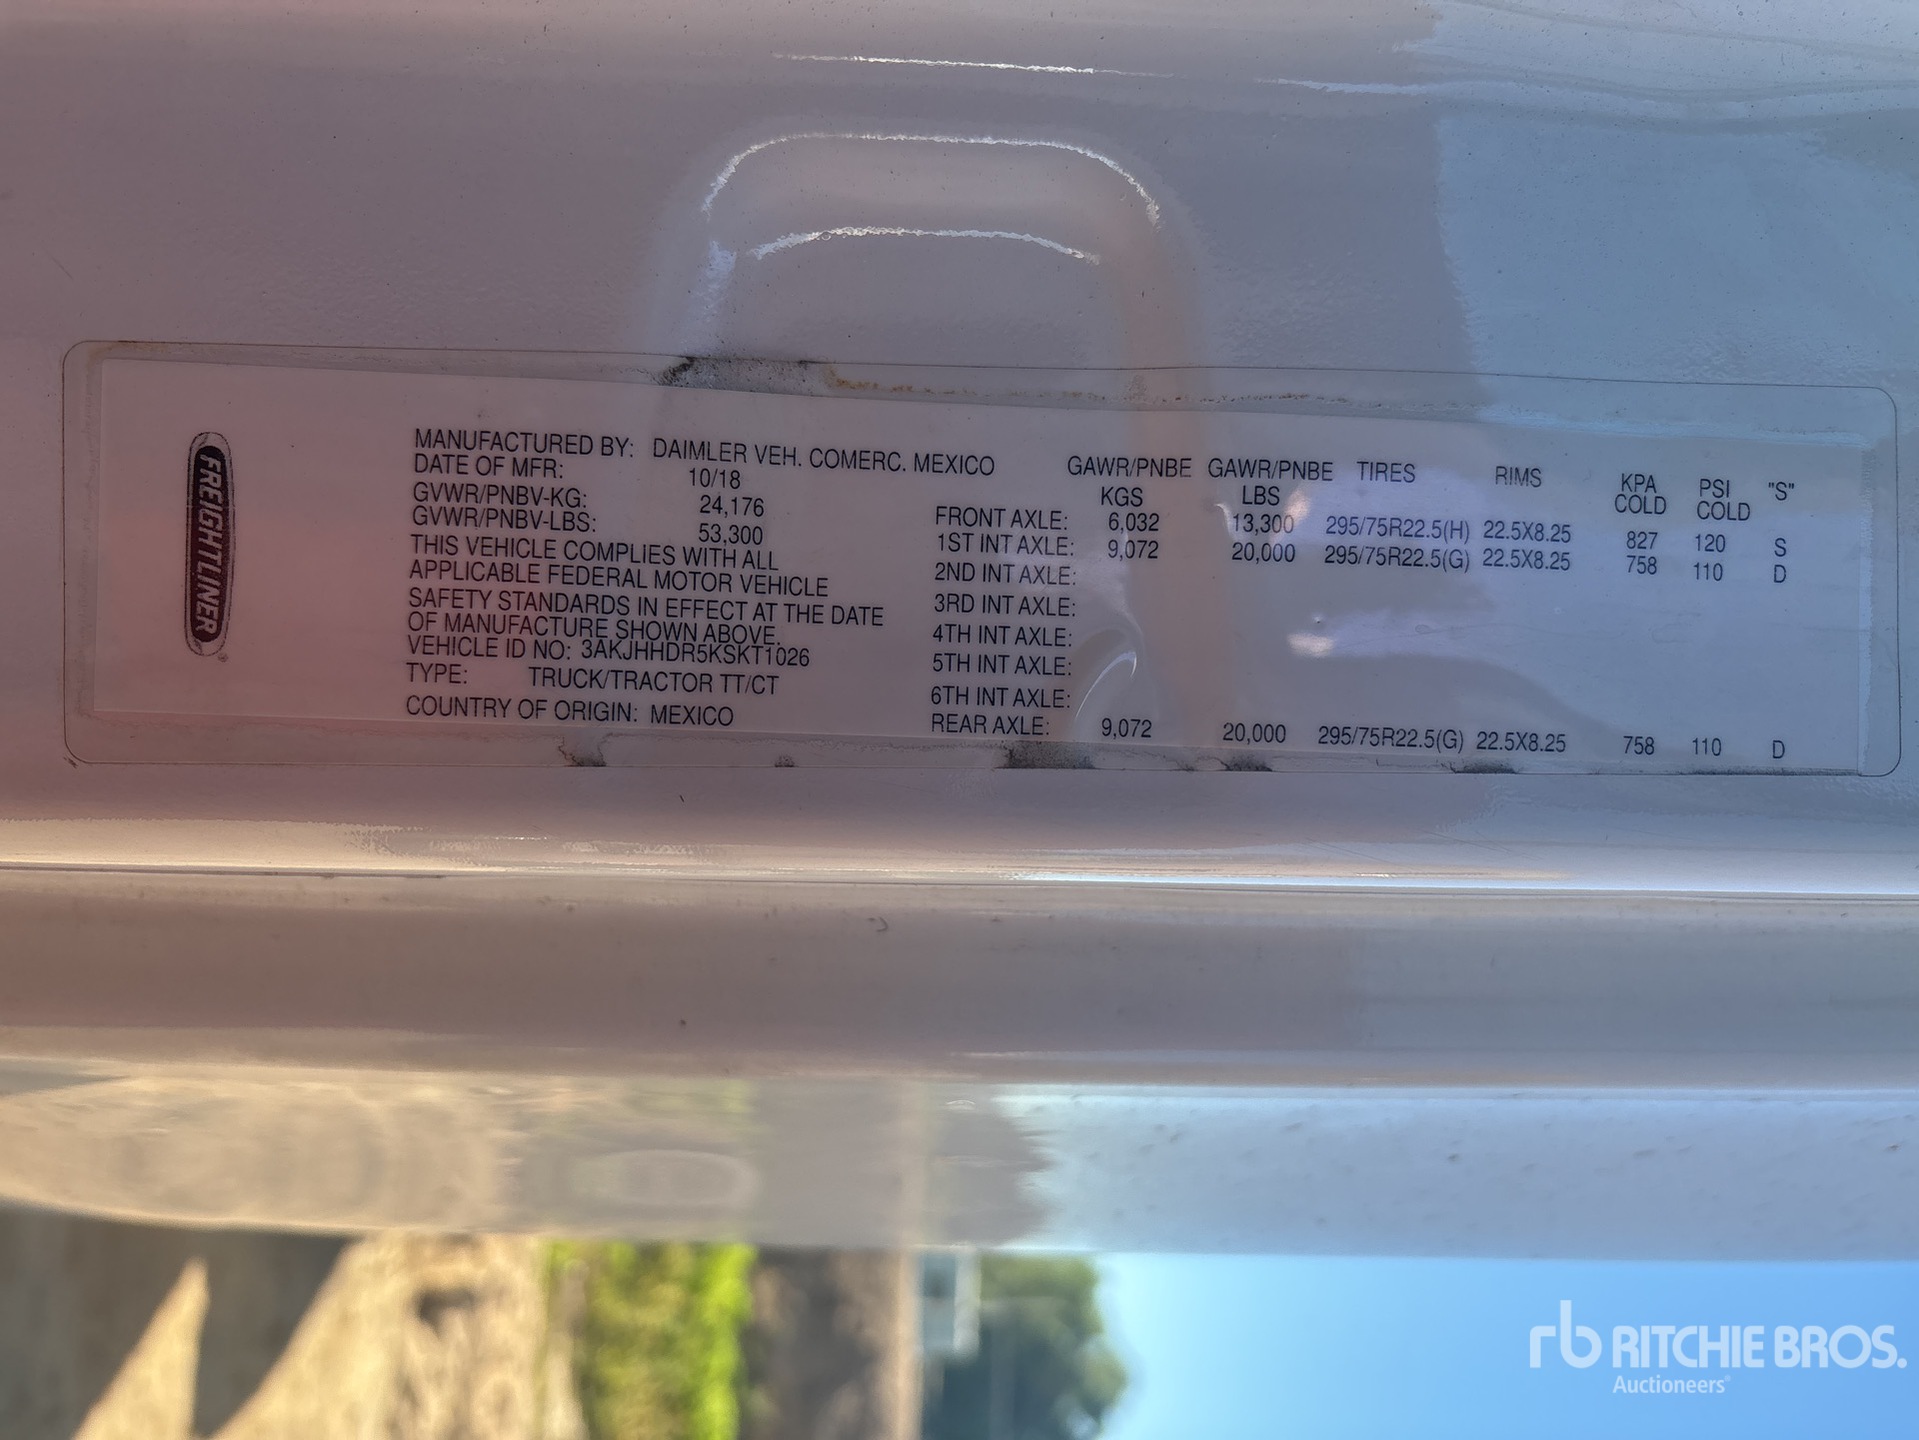 FREIGHTLINER
MANUFACTURED BY: DAIMLER VEH. COMERC. MEXICO
DATE OF MFR: 10/18
GVWR/PNBV-KG: 24,176
GVWR/PNBV-LBS: 53,300
THIS VEHICLE COMPLIES WITH ALL
APPLICABLE FEDERAL MOTOR VEHICLE
SAFETY STANDARDS IN EFFECT AT THE DATE
OF MANUFACTURE SHOWN ABOVE.
VEHICLE ID NO: 3AKJHHDR5KSKT1026
TYPE: TRUCK/TRACTOR TT/CT
COUNTRY OF ORIGIN: MEXICO
GAWR/PNBE GAWR/PNBE TIRES RIMS KPA PSI "S"
KGS LBS COLD COLD
FRONT AXLE: 6,032 13,300 295/75R22.5(H) 22.5X8.25 827 120 S
1ST INT AXLE: 9,072 20,000 295/75R22.5(G) 22.5X8.25 758 110 D
2ND INT AXLE:
3RD INT AXLE:
4TH INT AXLE:
5TH INT AXLE:
6TH INT AXLE:
REAR AXLE: 9,072 20,000 295/75R22.5(G) 22.5X8.25 758 110 D
rb RITCHIE BROS.
Auctioneers